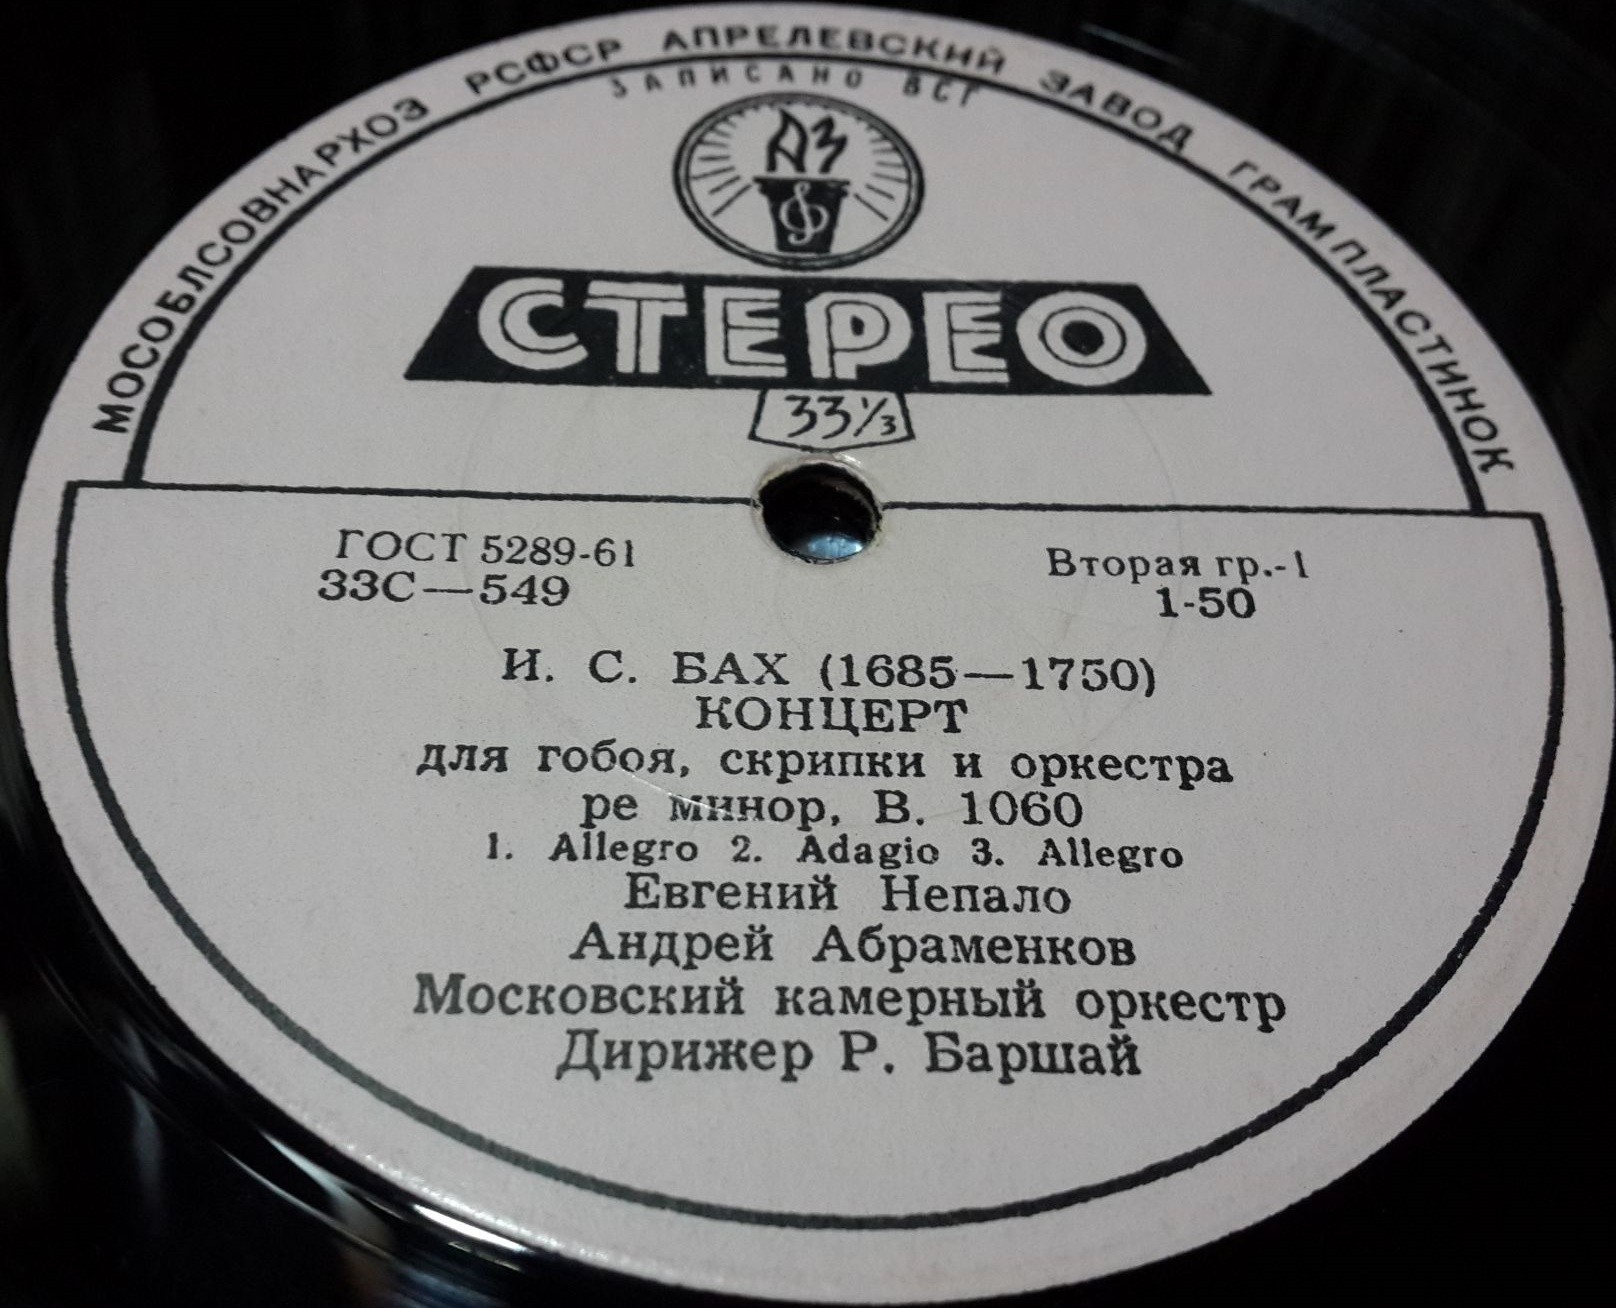 МОСОБЛСОВНАРХОЗ РСФСР АПРЕЛЕВСКИЙ ЗАВОД ГРАМПЛАСТИНОК
ЗАПИСАНО ВСГ
АЗ
СТЕРЕО
33⅓
ГОСТ 5289-61
33С—549
Вторая гр.-1
1-50
И. С. БАХ (1685—1750)
КОНЦЕРТ
для гобоя, скрипки и оркестра
ре минор, В. 1060
1. Allegro 2. Adagio 3. Allegro
Евгений Непало
Андрей Абраменков
Московский камерный оркестр
Дирижер Р. Баршай